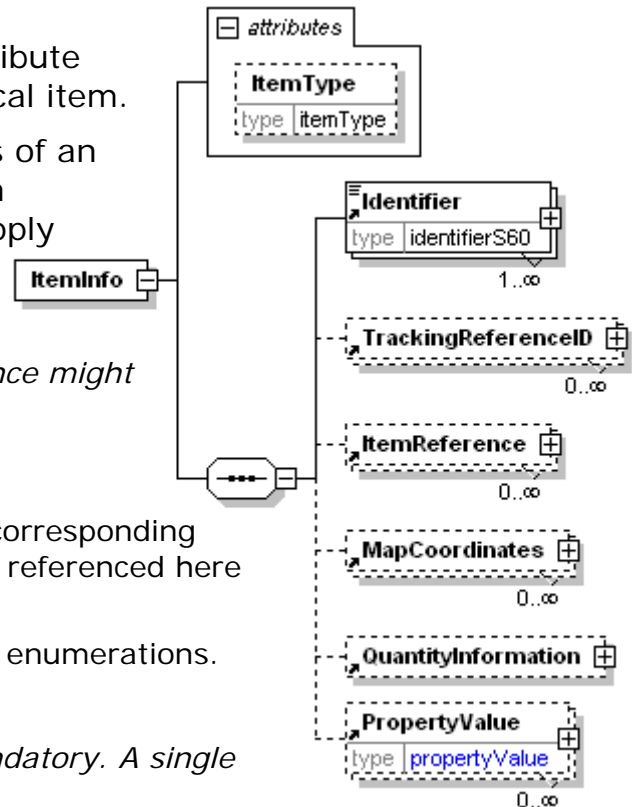 ibute
cal item.
s of an
n
pply
nce might
corresponding
referenced here
enumerations.
ndatory. A single
attributes
ItemType
type itemType
ItemInfo
Identifier
type identifierS60
1..∞
TrackingReferenceID
0..∞
ItemReference
0..∞
MapCoordinates
0..∞
QuantityInformation
PropertyValue
type propertyValue
0..∞